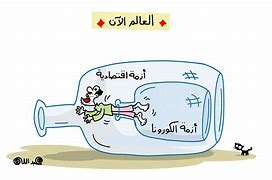 العالم الآن
أزمة اقتصادية
أزمة الكورونا